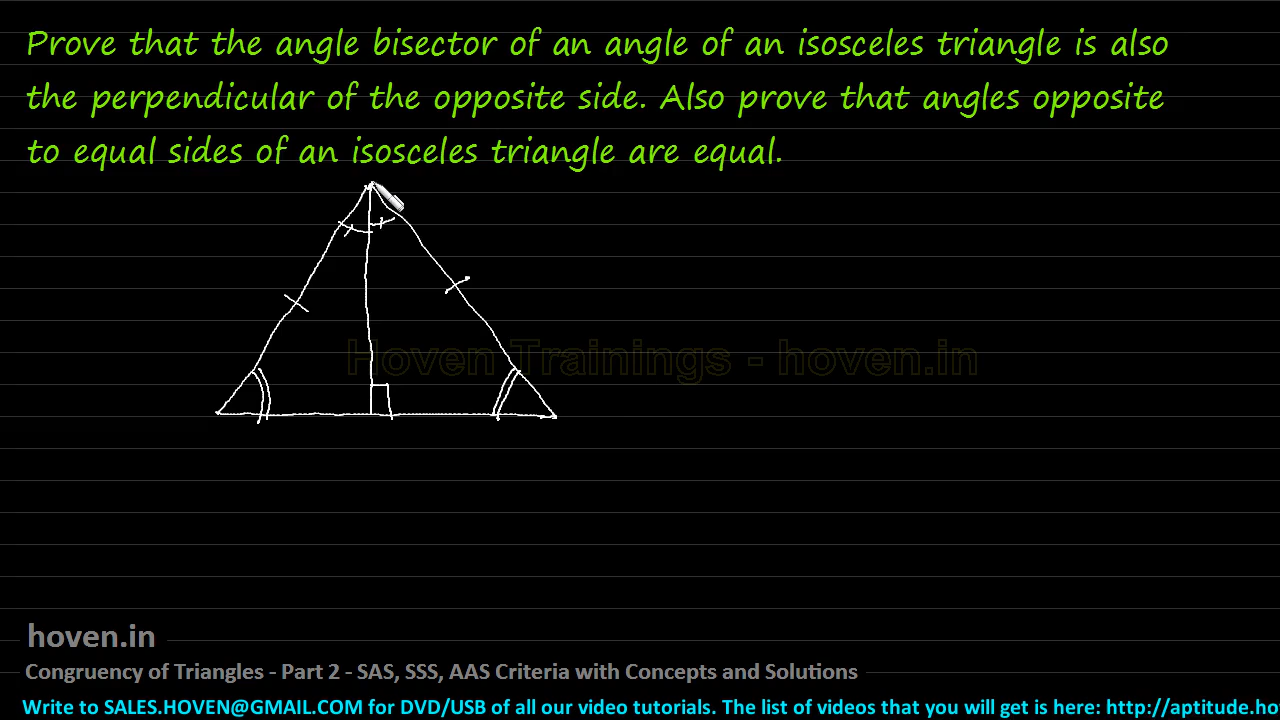 Prove that the angle bisector of an angle of an isosceles triangle is also
the perpendicular of the opposite side. Also prove that angles opposite
to equal sides of an isosceles triangle are equal.
Hoven Trainings - hoven.in
hoven.in
Congruency of Triangles - Part 2 - SAS, SSS, AAS Criteria with Concepts and Solutions
Write to SALES.HOVEN@GMAIL.COM for DVD/USB of all our video tutorials. The list of videos that you will get is here: http://aptitude.ho